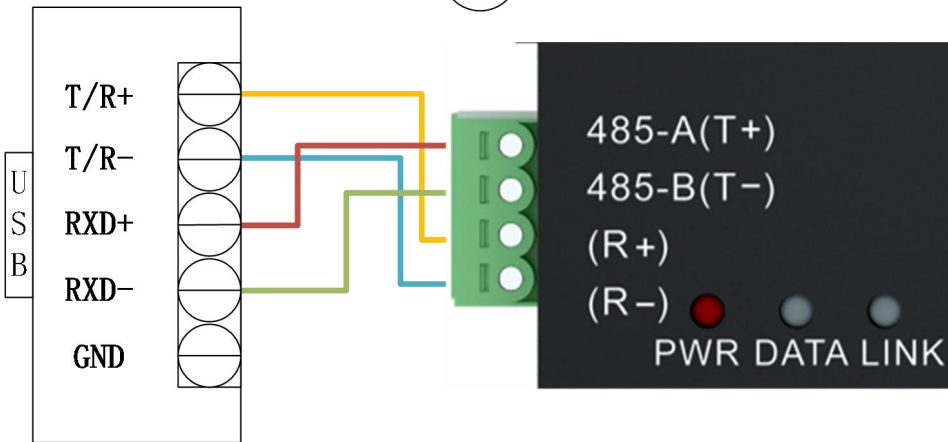 T/R+
T/R-
RXD+
RXD-
GND
U
S
B
485-A(T+)
485-B(T-)
(R+)
(R-)
PWR DATA LINK